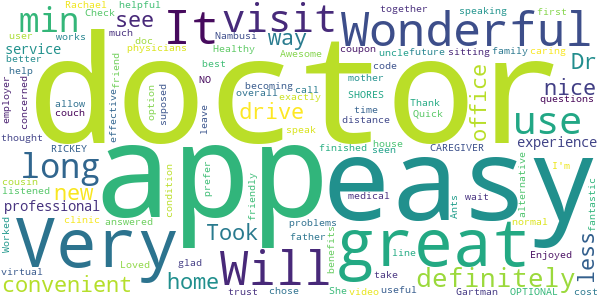 Rachael
Check
user
min
see
doc
It
visit
Wonderful
together
speaking
first
works
much
Nambusi
coupon
uncle
future
sitting
family
caring
service
physicians
Healthy
Awesome
way
Dr
better
best
code
help
friend
NO
becoming
mother
nice
employer
concerned
allow
couch
effective
option
suposed
overall
call
exactly
SHORES
time
office
questions
doctor
leave
drive
distance
Thank
Quick
use
thought
speak
experience
RICKEY
finished
house
seen
CAREGIVER
long
app
easy
cousin
listened
new
condition
prefer
friendly
medical
wait
Ants
alternative
I'm
normal
fantastic
professional
clinic
answered
Worked
Very
Took
problems
father
benefits
line
great
Enjoyed
less
virtual
Loved
glad
home
Will
take
definitely
convenient
trust
chose
She
video
useful
Gartman
OPTIONAL
cost
helpful